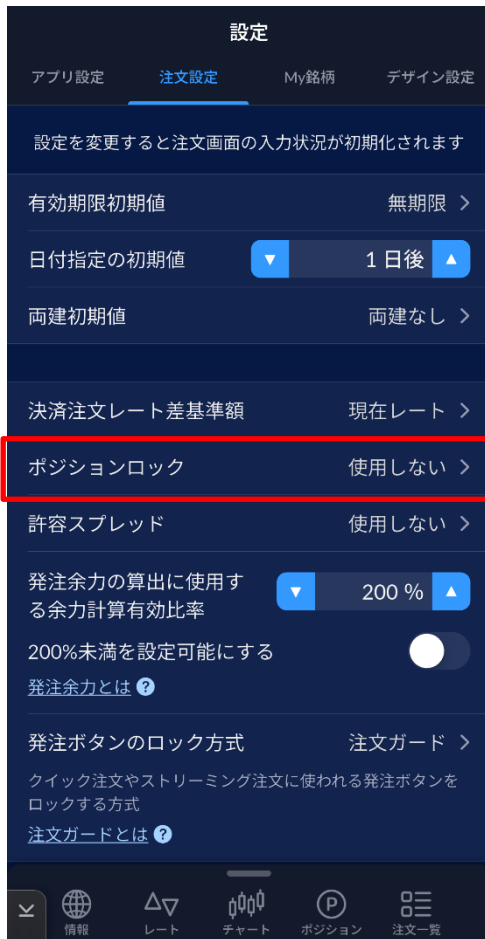 設定
アプリ設定 注文設定 My銘柄 デザイン設定
設定を変更すると注文画面の入力状況が初期化されます
有効期限初期値 無期限
日付指定の初期値 1 日後
両建初期値 両建なし
決済注文レート差基準額 現在レート
ポジションロック 使用しない
許容スプレッド 使用しない
発注余力の算出に使用す
る余力計算有効比率 200 %
200%未満を設定可能にする
発注余力とは ?
発注ボタンのロック方式 注文ガード
クイック注文やストリーミング注文に使われる発注ボタンを
ロックする方式
注文ガードとは ?
情報 レート チャート P ポジション 注文一覧